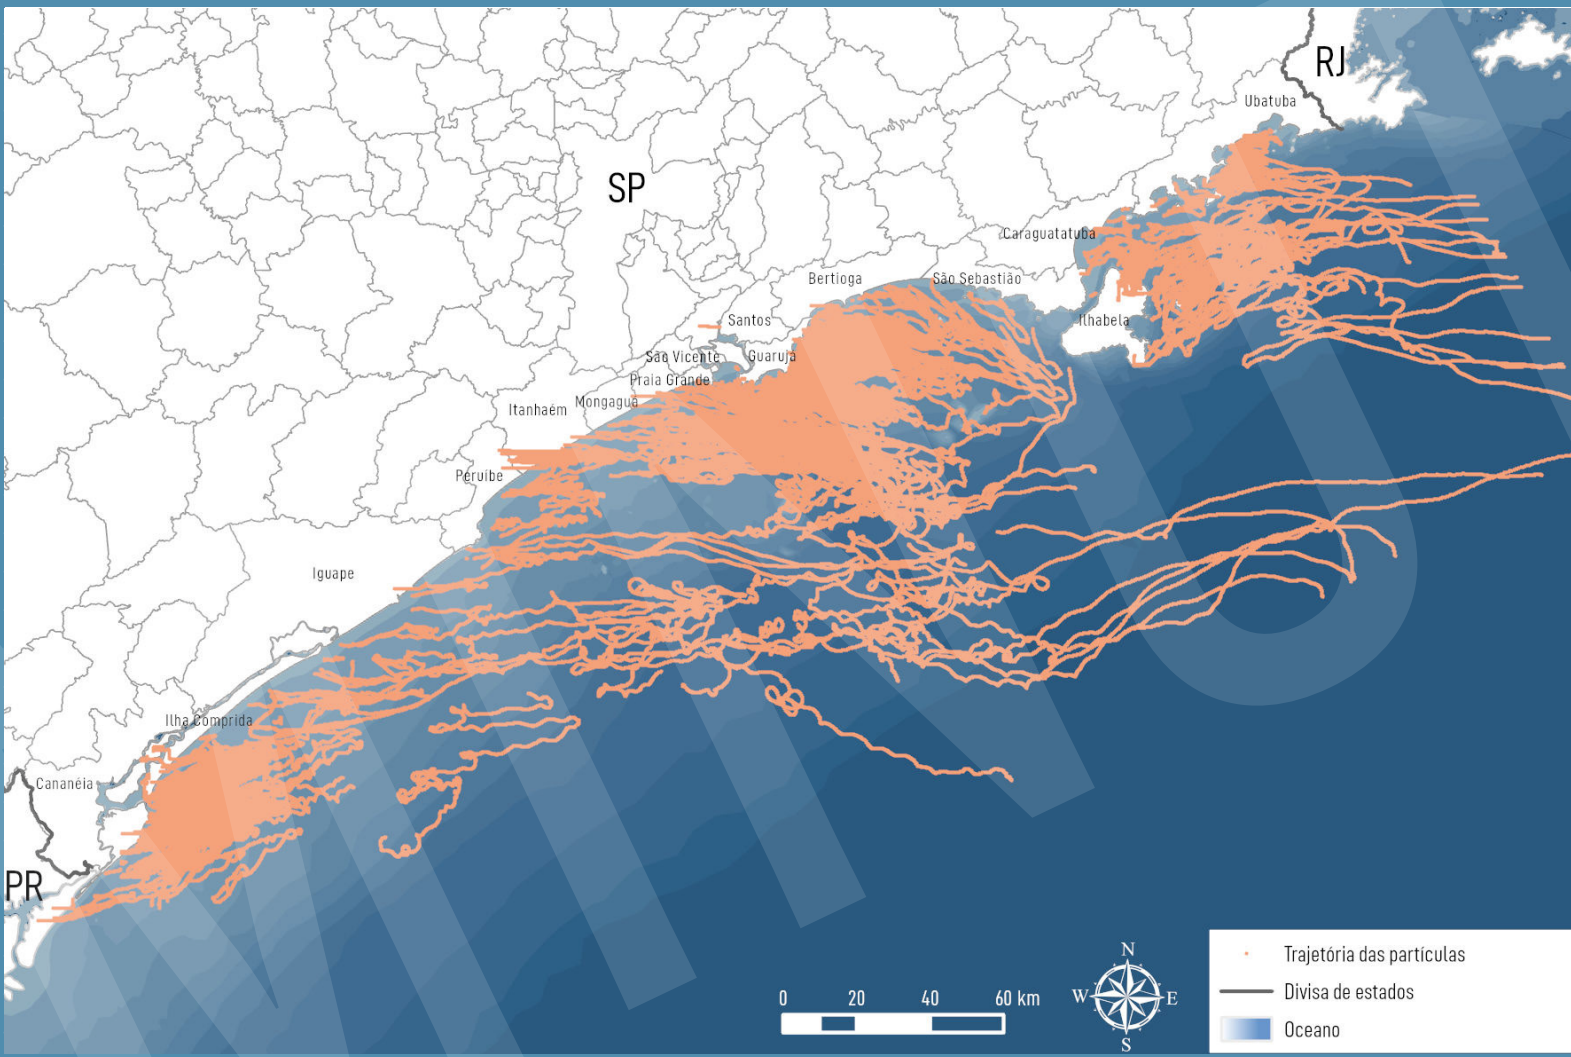 RJ
Ubatuba
SP
Caraguatatuba
Bertioga
São Sebastião
Santos
Ilhabela
São Vicente
Guarujá
Praia Grande
Mongaguá
Itanhaém
Peruíbe
Iguape
Ilha Comprida
Cananéia
PR
N
W
E
S
0 20 40 60 km
Trajetória das partículas
Divisa de estados
Oceano